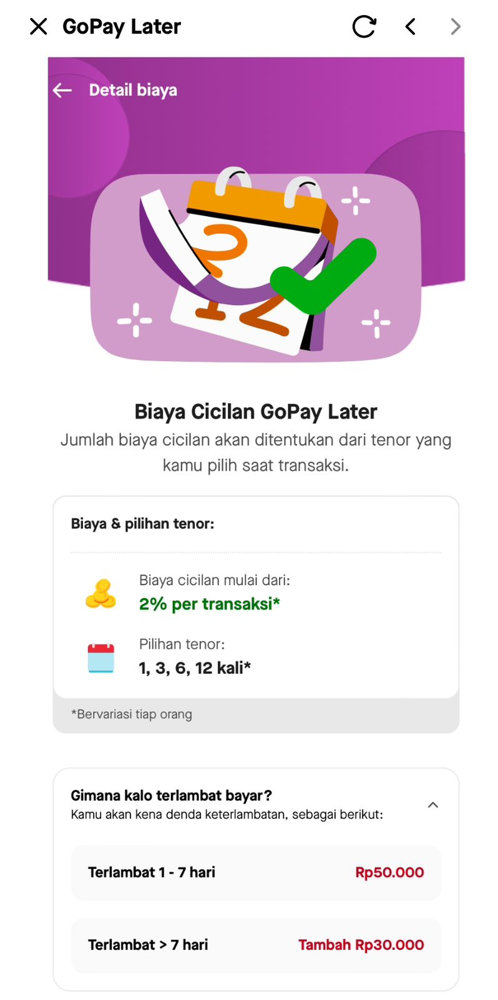 GoPay Later
Detail biaya
Biaya Cicilan GoPay Later
Jumlah biaya cicilan akan ditentukan dari tenor yang
kamu pilih saat transaksi.
Biaya & pilihan tenor:
Biaya cicilan mulai dari:
2% per transaksi*
Pilihan tenor:
1, 3, 6, 12 kali*
*Bervariasi tiap orang
Gimana kalo terlambat bayar?
Kamu akan kena denda keterlambatan, sebagai berikut:
Terlambat 1 - 7 hari
Rp50.000
Terlambat > 7 hari
Tambah Rp30.000